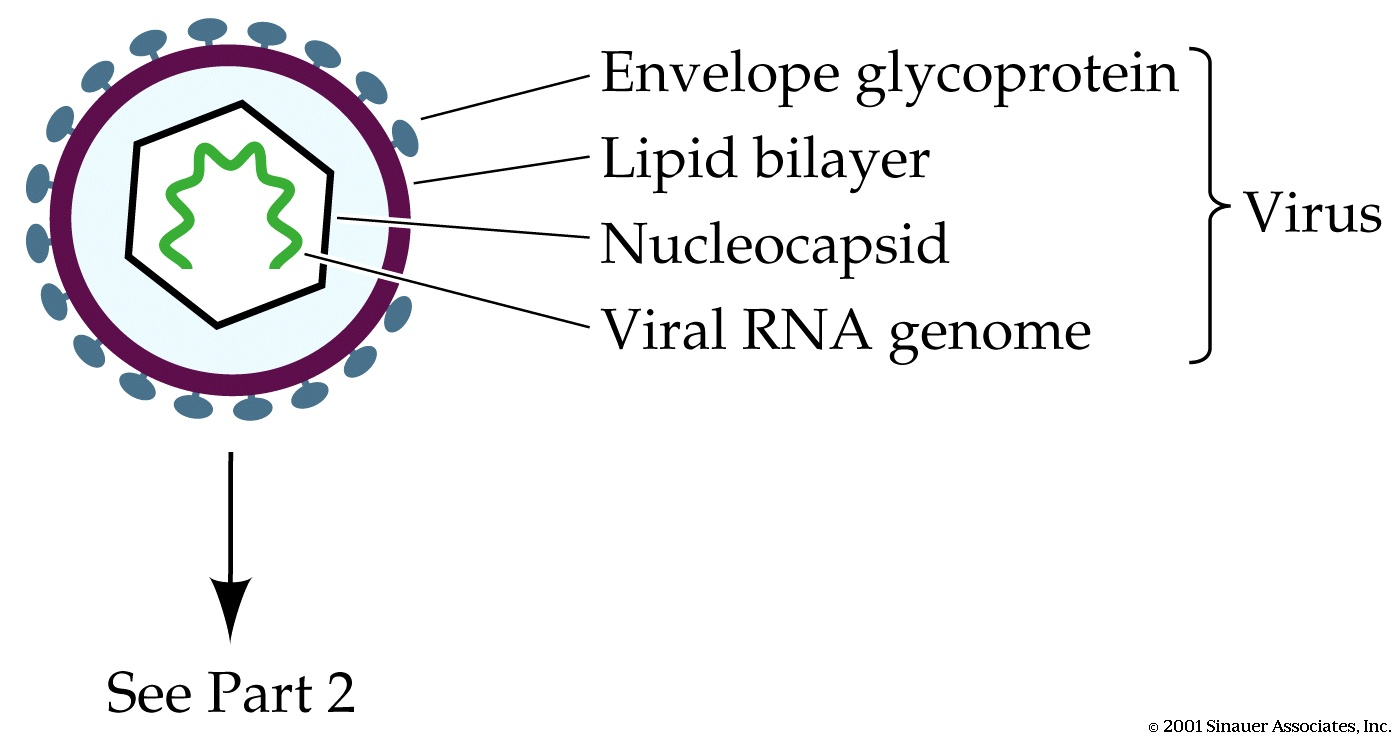 Envelope glycoprotein
Lipid bilayer
Nucleocapsid
Viral RNA genome
Virus
See Part 2
© 2001 Sinauer Associates, Inc.